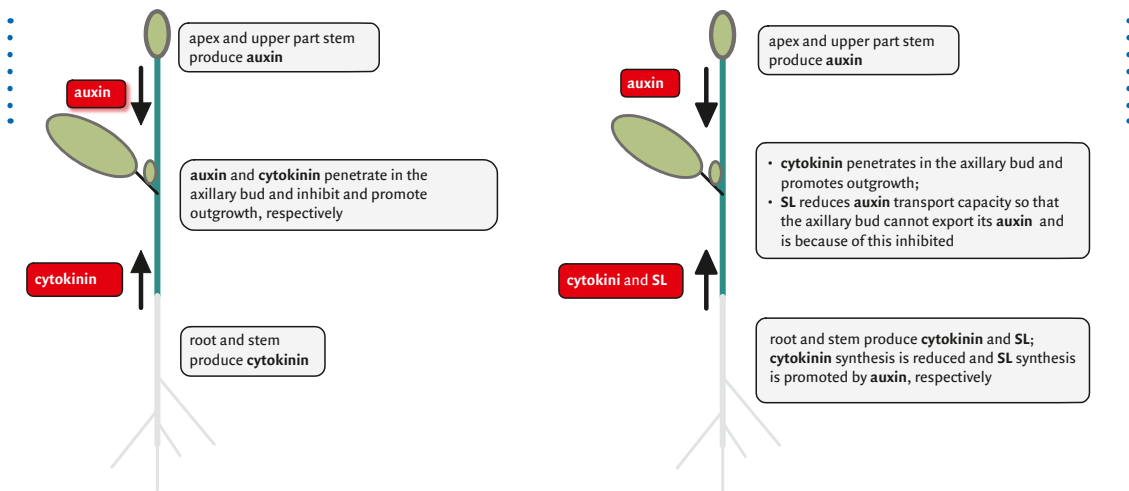 apex and upper part stem
produce auxin
auxin
auxin and cytokinin penetrate in the
axillary bud and inhibit and promote
outgrowth, respectively
cytokinin
root and stem
produce cytokinin
apex and upper part stem
produce auxin
auxin
• cytokinin penetrates in the axillary bud and
promotes outgrowth;
• SL reduces auxin transport capacity so that
the axillary bud cannot export its auxin and
is because of this inhibited
cytokini and SL
root and stem produce cytokinin and SL;
cytokinin synthesis is reduced and SL synthesis
is promoted by auxin, respectively